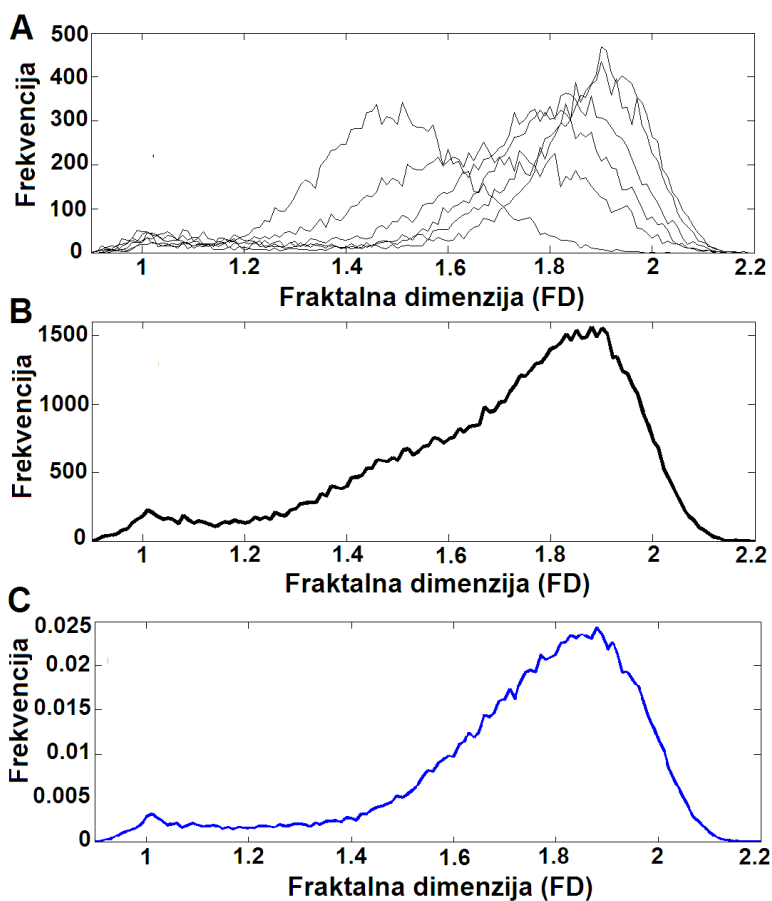 A
Frekvencija
500
400
300
200
100
0
1 1.2 1.4 1.6 1.8 2 2.2
Fraktalna dimenzija (FD)
B
Frekvencija
1500
1000
500
0
1 1.2 1.4 1.6 1.8 2 2.2
Fraktalna dimenzija (FD)
C
Frekvencija
0.025
0.02
0.015
0.01
0.005
0
1 1.2 1.4 1.6 1.8 2 2.2
Fraktalna dimenzija (FD)